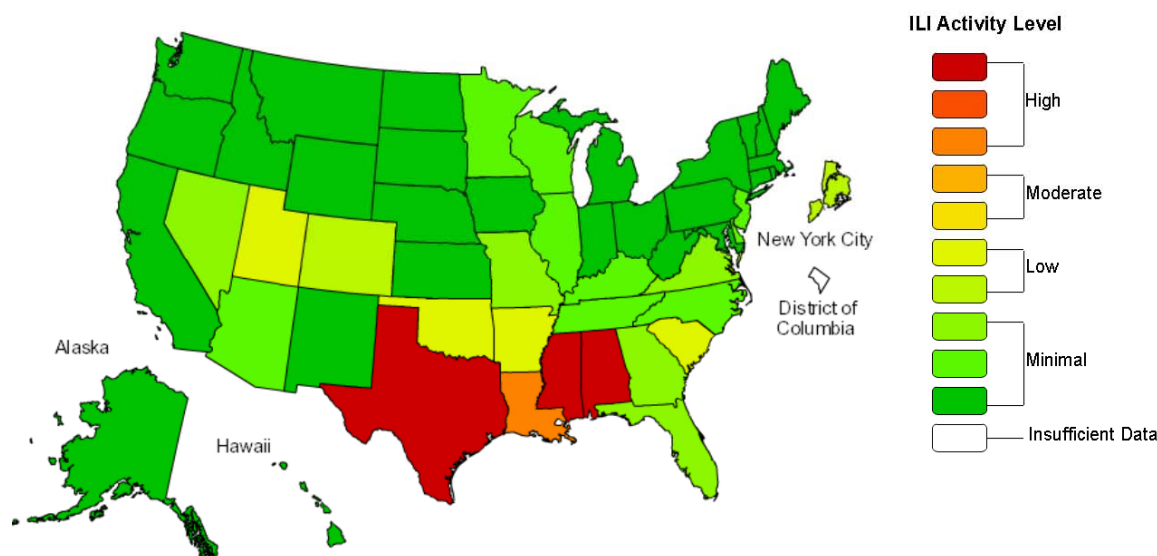 ILI Activity Level
High
Moderate
Low
Minimal
Insufficient Data
New York City
District of
Columbia
Alaska
Hawaii